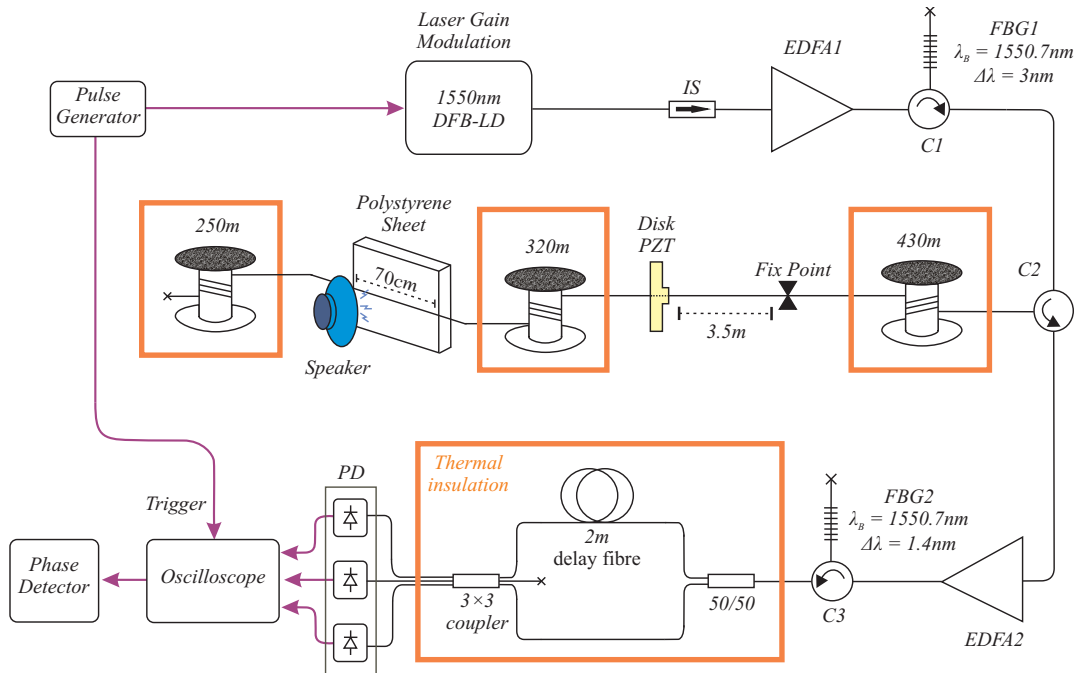 Laser Gain
Modulation
Pulse
Generator
1550nm
DFB-LD
IS
EDFA1
FBG1
λB = 1550.7nm
Δλ = 3nm
C1
250m
Polystyrene
Sheet
70cm
Speaker
320m
Disk
PZT
Fix Point
3.5m
430m
C2
Thermal
insulation
PD
Trigger
Phase
Detector
Oscilloscope
3×3
coupler
2m
delay fibre
50/50
FBG2
λB = 1550.7nm
Δλ = 1.4nm
C3
EDFA2